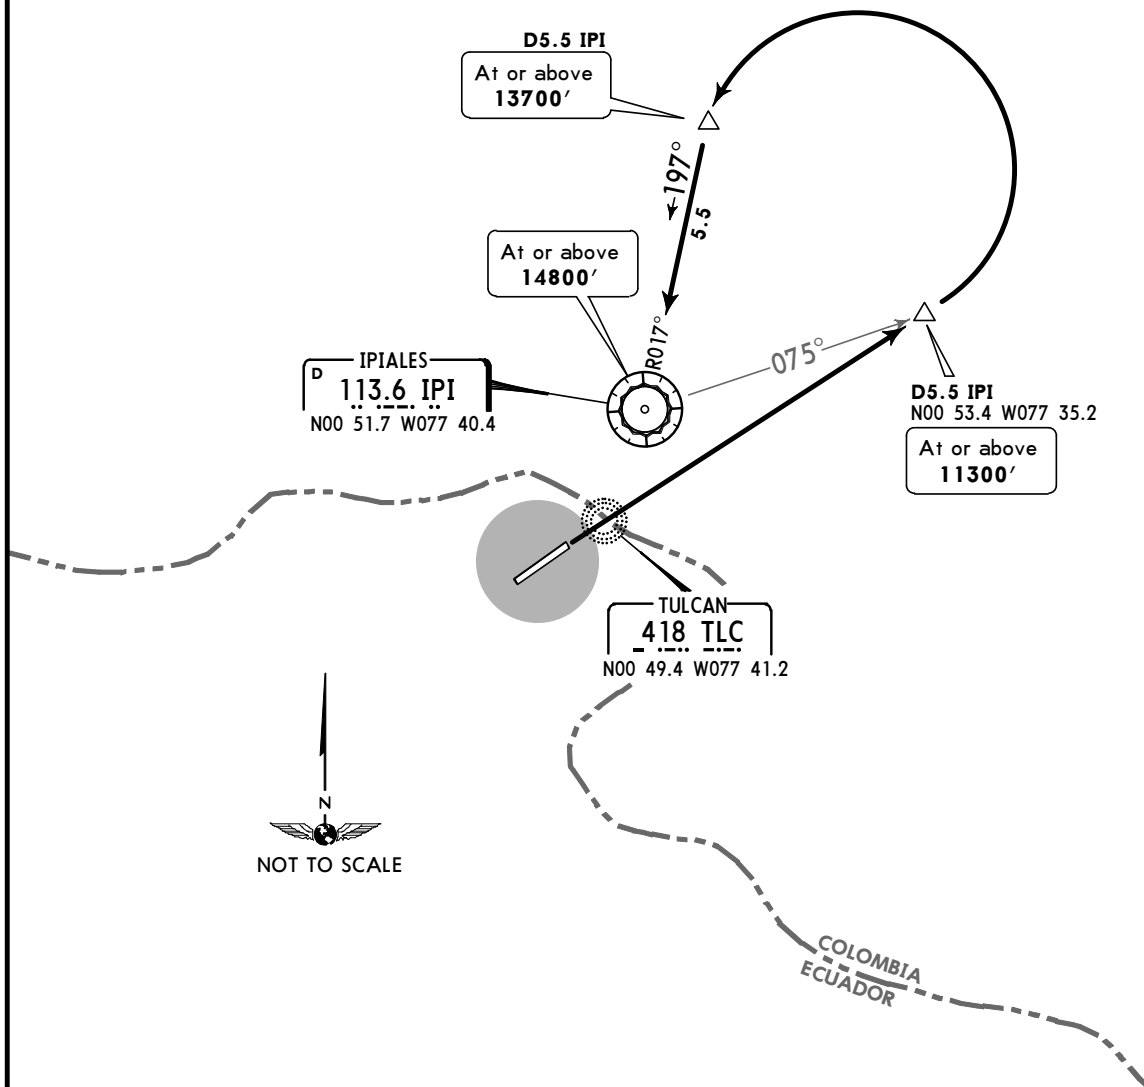 D5.5 IPI
At or above
13700′
←197°
5.5
At or above
14800′
R017°
075°
IPIALES
D
113.6 IPI
N00 51.7 W077 40.4
D5.5 IPI
N00 53.4 W077 35.2
At or above
11300′
TULCAN
418 TLC
N00 49.4 W077 41.2
N
NOT TO SCALE
COLOMBIA
ECUADOR